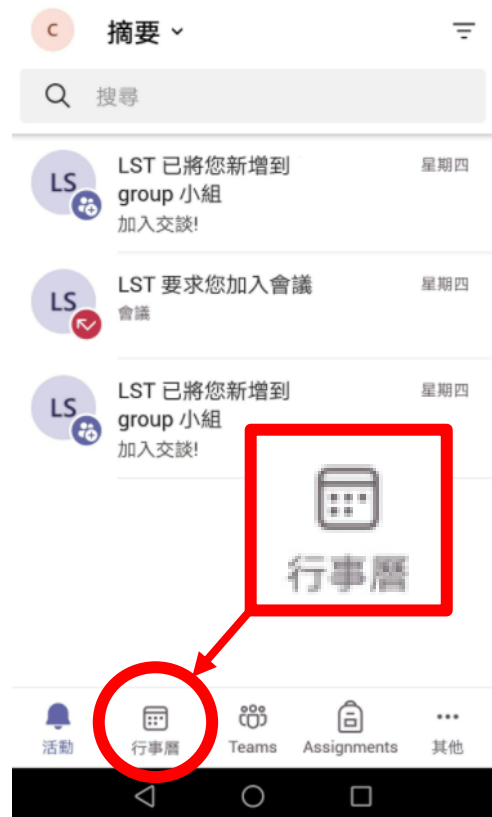 C 摘要
搜尋
LS LST 已將您新增到 星期四
group 小組
加入交談!
LS LST 要求您加入會議 星期四
會議
LS LST 已將您新增到 星期四
group 小組
加入交談!
行事曆
活動 行事曆 Teams Assignments 其他